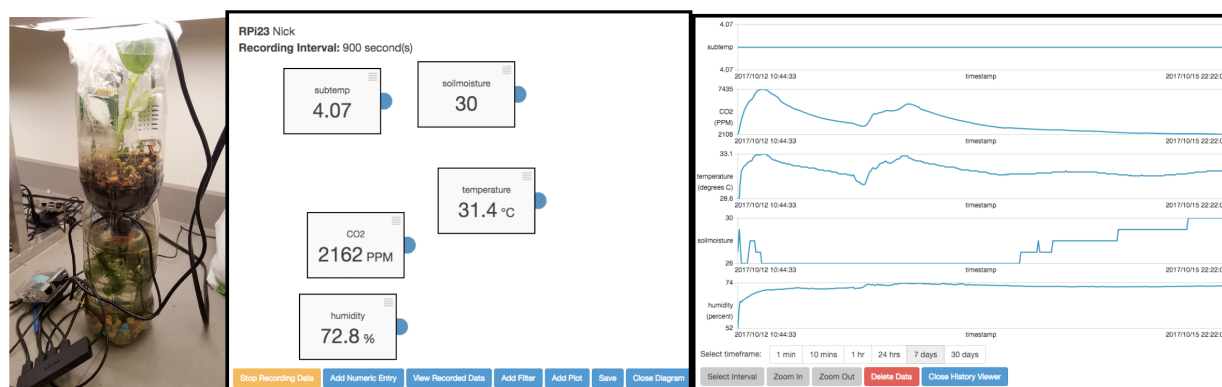 RPi23 Nick
Recording Interval: 900 second(s)
subtemp
4.07
soilmoisture
30
temperature
31.4 °C
CO2
2162 PPM
humidity
72.8 %
Stop Recording Data Add Numeric Entry View Recorded Data Add Filter Add Plot Save Close Diagram
4.07
subtemp
4.07
2017/10/12 10:44:33 timestamp 2017/10/15 22:22:0
7435
CO2
(PPM)
2108
2017/10/12 10:44:33 timestamp 2017/10/15 22:22:0
33.1
temperature
(degrees C)
28.6
2017/10/12 10:44:33 timestamp 2017/10/15 22:22:0
30
soilmoisture
26
2017/10/12 10:44:33 timestamp 2017/10/15 22:22:0
74
humidity
(percent)
52
2017/10/12 10:44:33 timestamp 2017/10/15 22:22:0
Select timeframe: 1 min 10 mins 1 hr 24 hrs 7 days 30 days
Select Interval Zoom In Zoom Out Delete Data Close History Viewer